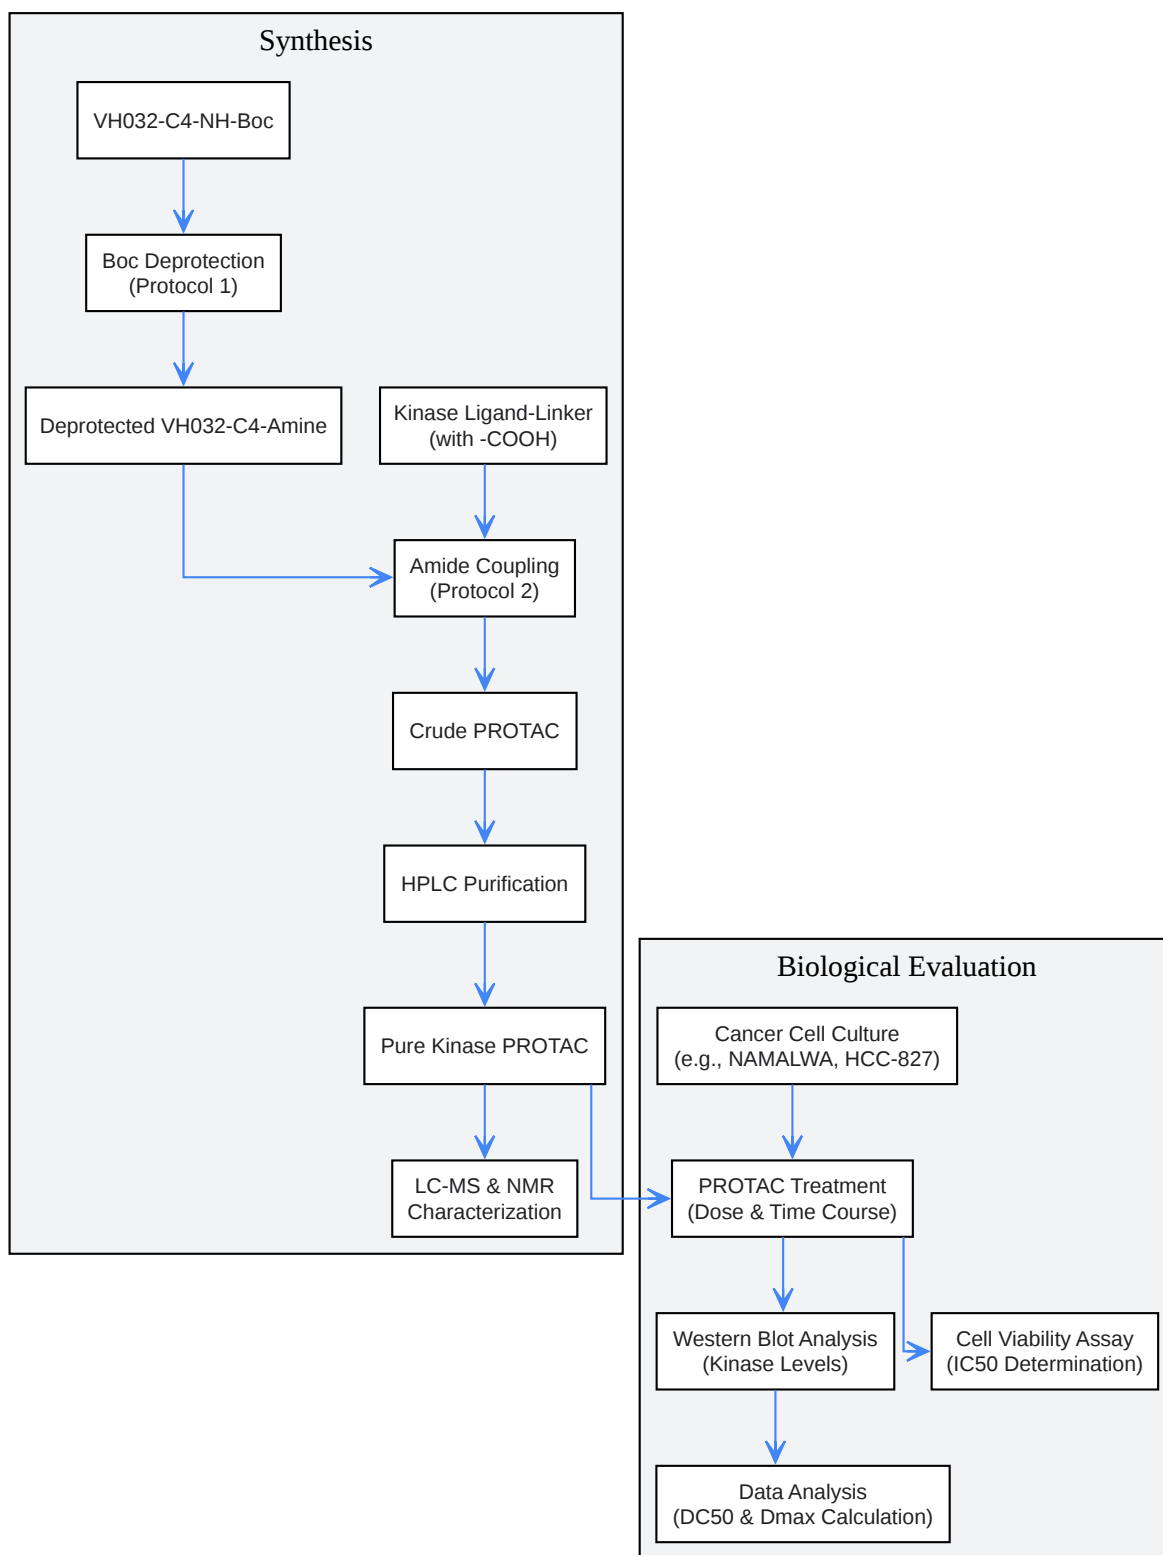 Synthesis
VH032-C4-NH-Boc
Boc Deprotection
(Protocol 1)
Deprotected VH032-C4-Amine
Kinase Ligand-Linker
(with -COOH)
Amide Coupling
(Protocol 2)
Crude PROTAC
HPLC Purification
Pure Kinase PROTAC
LC-MS & NMR
Characterization
Biological Evaluation
Cancer Cell Culture
(e.g., NAMALWA, HCC-827)
PROTAC Treatment
(Dose & Time Course)
Western Blot Analysis
(Kinase Levels)
Cell Viability Assay
(IC50 Determination)
Data Analysis
(DC50 & Dmax Calculation)